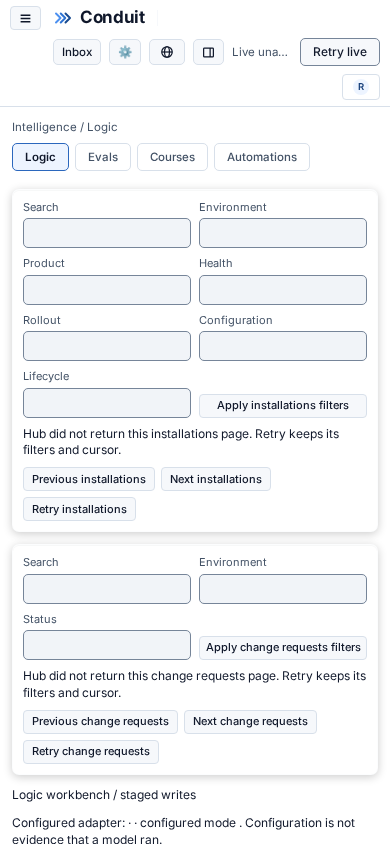 Conduit
Inbox
Live una...
Retry live
R
Intelligence / Logic
Logic
Evals
Courses
Automations
Search
Environment
Product
Health
Rollout
Configuration
Lifecycle
Apply installations filters
Hub did not return this installations page. Retry keeps its
filters and cursor.
Previous installations
Next installations
Retry installations
Search
Environment
Status
Apply change requests filters
Hub did not return this change requests page. Retry keeps its
filters and cursor.
Previous change requests
Next change requests
Retry change requests
Logic workbench / staged writes
Configured adapter: · · configured mode . Configuration is not
evidence that a model ran.